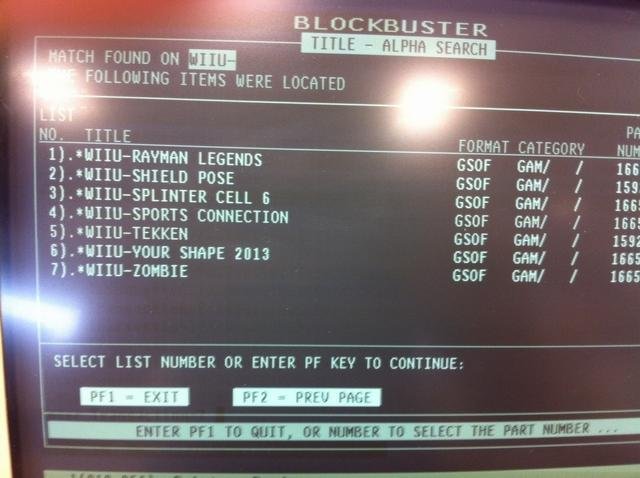 BLOCKBUSTER
TITLE - ALPHA SEARCH
MATCH FOUND ON WIIU-
FOLLOWING ITEMS WERE LOCATED
LIST
NO. TITLE FORMAT CATEGORY
1).*WIIU-RAYMAN LEGENDS GSOF GAM/ /
2).*WIIU-SHIELD POSE GSOF GAM/ /
3).*WIIU-SPLINTER CELL 6 GSOF GAM/ /
4).*WIIU-SPORTS CONNECTION GSOF GAM/ /
5).*WIIU-TEKKEN GSOF GAM/ /
6).*WIIU-YOUR SHAPE 2013 GSOF GAM/ /
7).*WIIU-ZOMBIE GSOF GAM/ /
SELECT LIST NUMBER OR ENTER PF KEY TO CONTINUE:
PF1 = EXIT PF2 = PREV PAGE
ENTER PF1 TO QUIT, OR NUMBER TO SELECT THE PART NUMBER ...